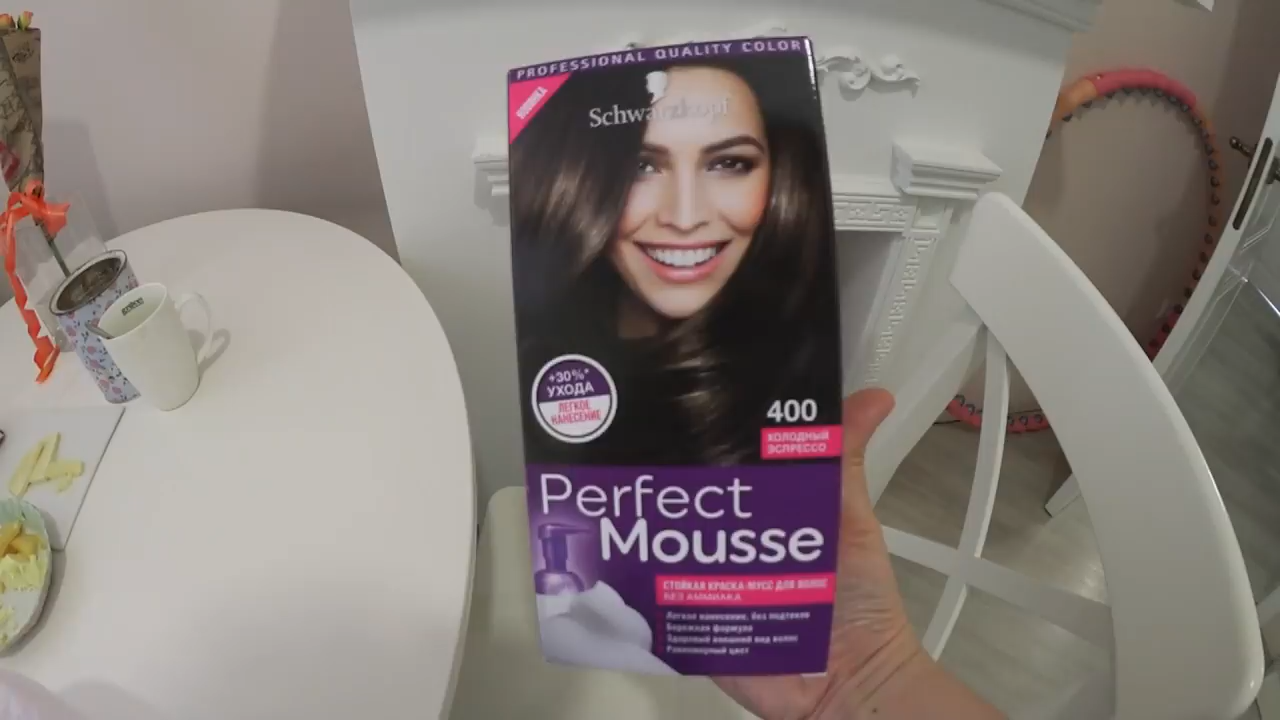 PROFESSIONAL QUALITY COLOR
НОВИНКА
Schwarzkopf
+30%*
УХОДА
ЛЕГКОЕ
НАНЕСЕНИЕ
400
ХОЛОДНЫЙ
ЭСПРЕССО
Perfect
Mousse
СТОЙКАЯ КРАСКА-МУСС ДЛЯ ВОЛОС
БЕЗ АММИАКА
Легкое нанесение, без подтеков
Бережная формула
Здоровый внешний вид волос
Равномерный цвет